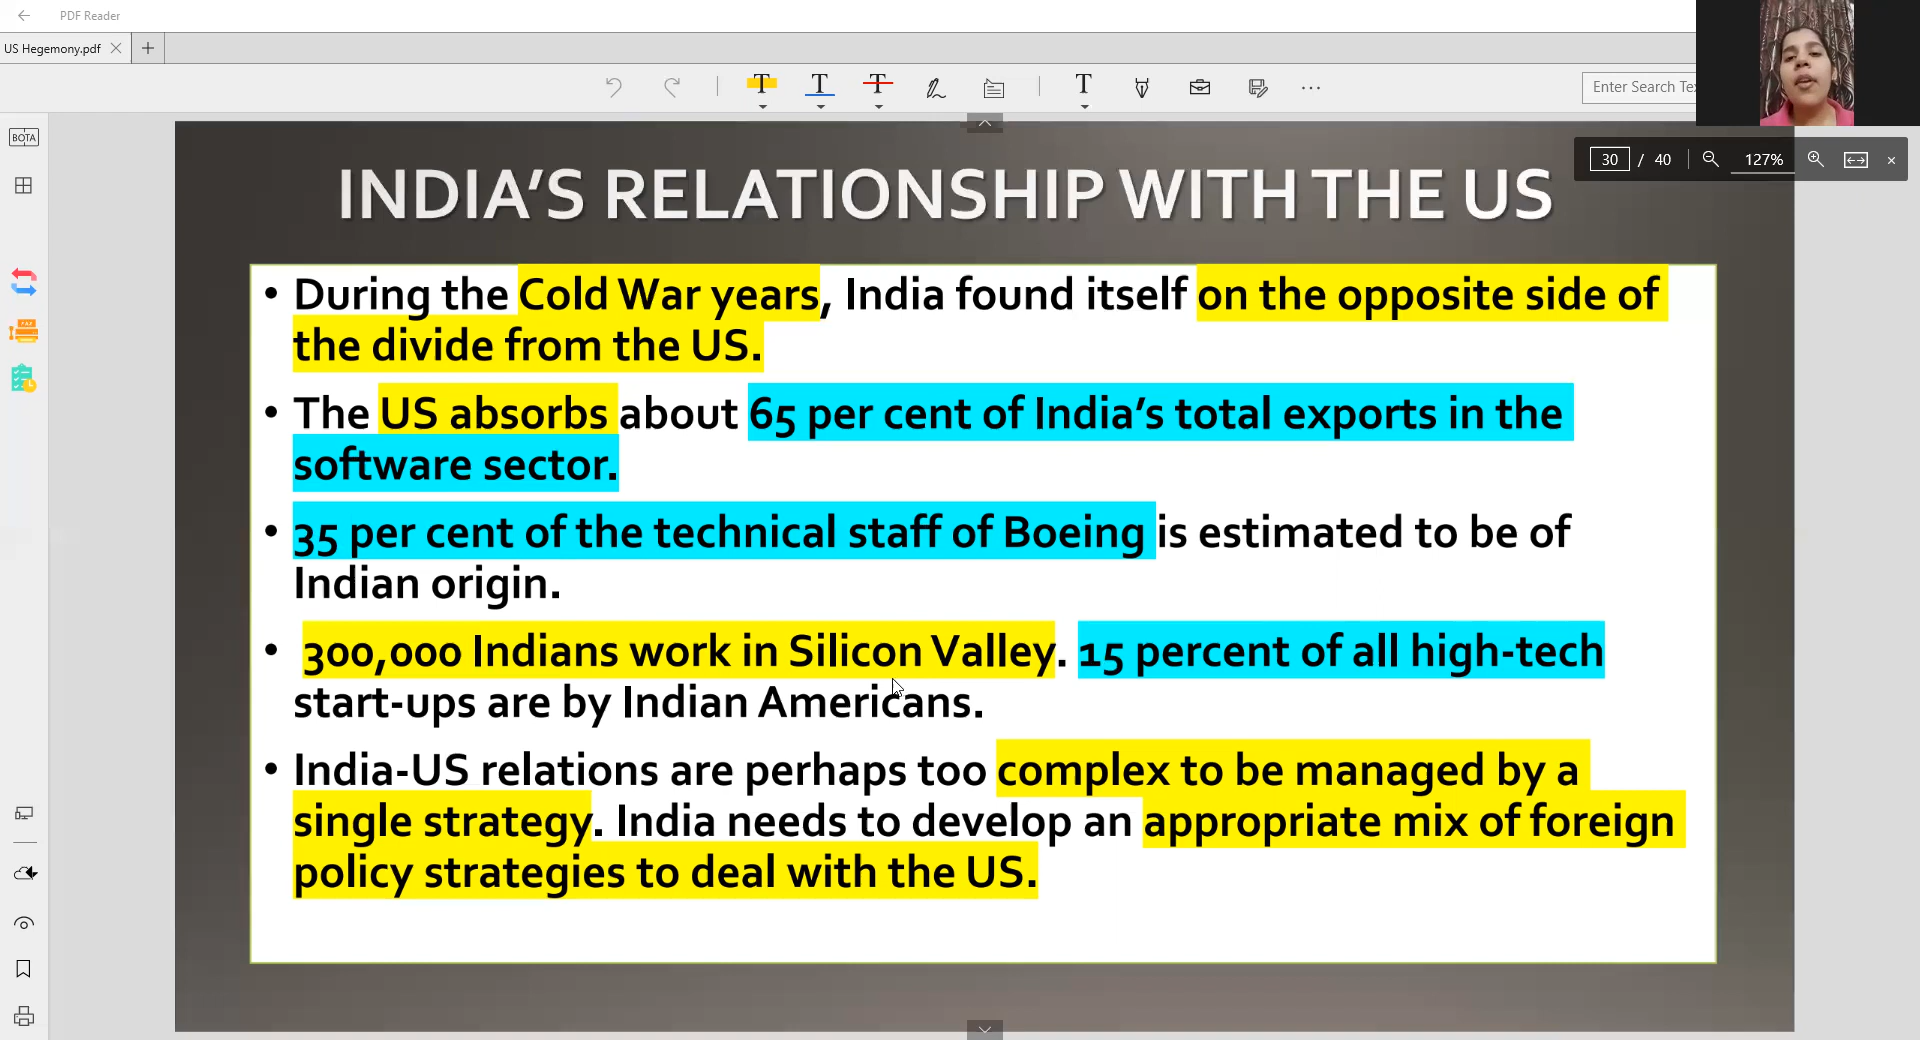 PDF Reader
US Hegemony.pdf
Enter Search Te
BOTA
30 / 40 127%
INDIA'S RELATIONSHIP WITH THE US
• During the Cold War years, India found itself on the opposite side of
the divide from the US.
• The US absorbs about 65 per cent of India's total exports in the
software sector.
• 35 per cent of the technical staff of Boeing is estimated to be of
Indian origin.
• 300,000 Indians work in Silicon Valley. 15 percent of all high-tech
start-ups are by Indian Americans.
• India-US relations are perhaps too complex to be managed by a
single strategy. India needs to develop an appropriate mix of foreign
policy strategies to deal with the US.